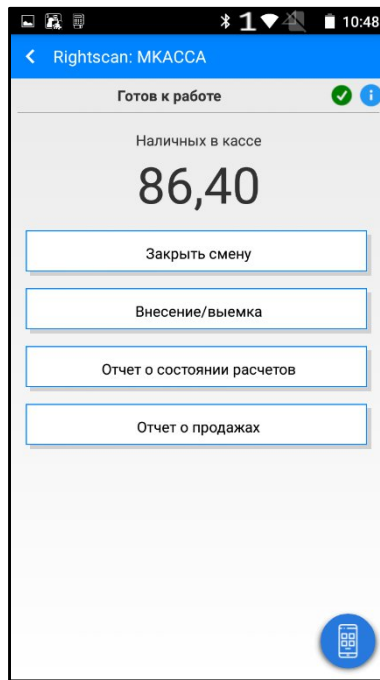 1 10:48
Rightscan: МКАССА
Готов к работе
Наличных в кассе
86,40
Закрыть смену
Внесение/выемка
Отчет о состоянии расчетов
Отчет о продажах